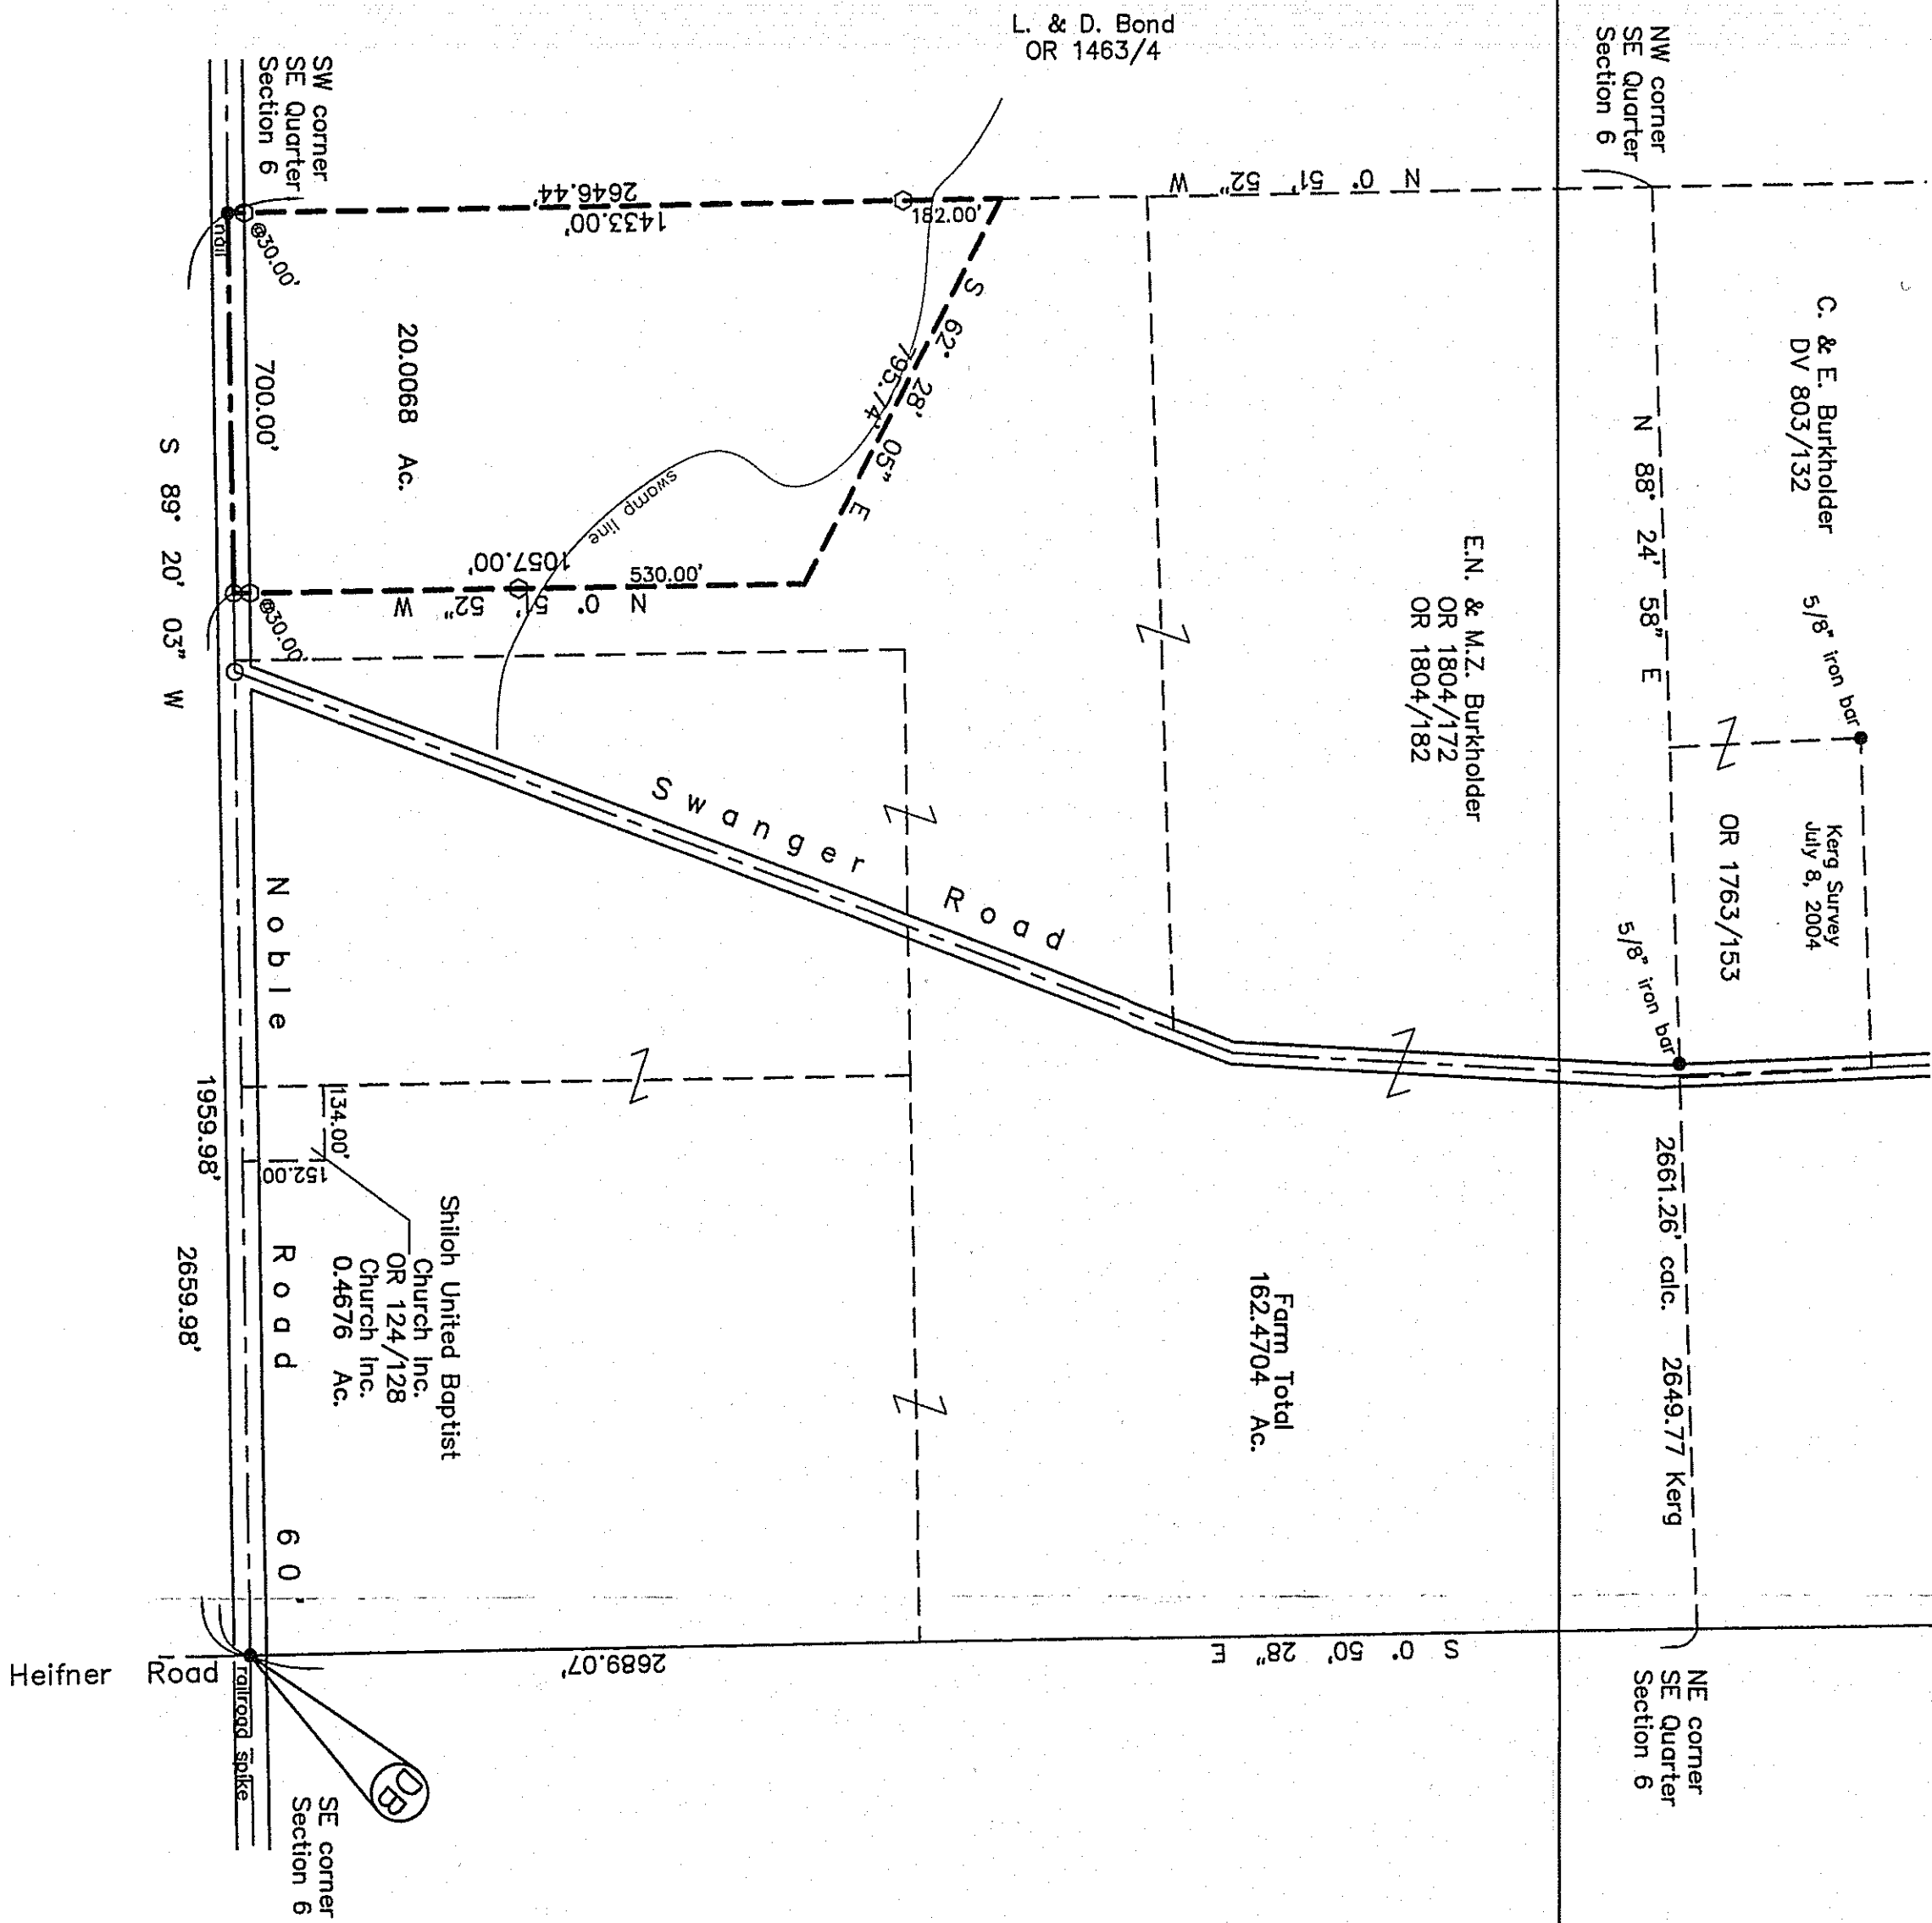 L. & D. Bond
OR 1463/4
NW corner
SE Quarter
Section 6
SW corner
SE Quarter
Section 6
C. & E. Burkholder
DV 803/132
N 0° 51' 52" W
N 88° 24' 58" E
5/8" iron bar
Kerg Survey
July 8, 2004
OR 1763/153
5/8" iron bar
2661.26' calc. 2649.77 Kerg
E.N. & M.Z. Burkholder
OR 1804/172
OR 1804/182
2646.44'
1433.00'
182.00'
@30.00'
nail
S 62° 28' 05" E
795.74'
20.0068 Ac.
700.00'
swamp line
1057.00'
530.00'
N 0° 51' 52" W
@30.00'
S 89° 20' 03" W
Swanger Road
Noble Road 60'
1959.98'
2659.98'
134.00'
152.00
Shiloh United Baptist
Church Inc.
OR 124/128
Church Inc.
0.4676 Ac.
Farm Total
162.4704 Ac.
2689.07'
S 0° 50' 28" E
Heifner Road
railroad spike
DB
SE corner
Section 6
NE corner
SE Quarter
Section 6